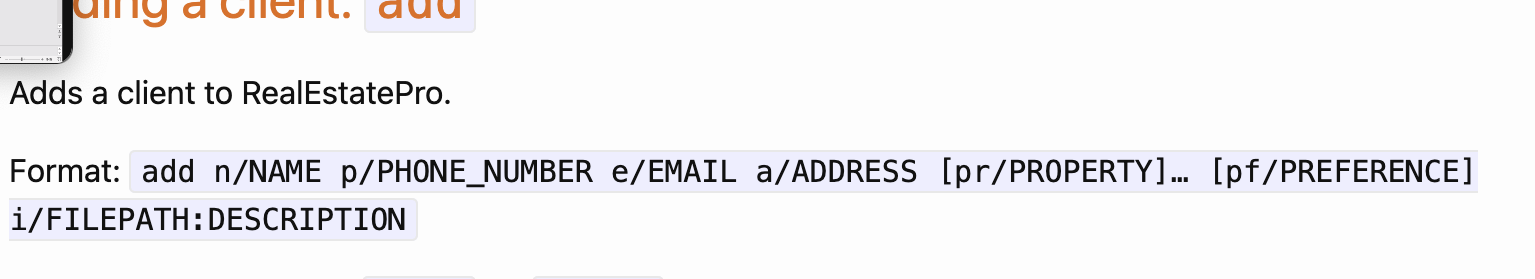 ding a client: add
Adds a client to RealEstatePro.
Format: add n/NAME p/PHONE_NUMBER e/EMAIL a/ADDRESS [pr/PROPERTY]… [pf/PREFERENCE]
i/FILEPATH:DESCRIPTION